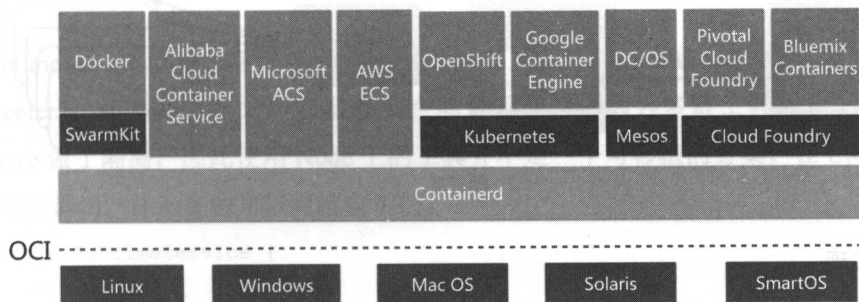 Docker
Alibaba
Cloud
Container
Service
Microsoft
ACS
AWS
ECS
OpenShift
Google
Container
Engine
DC/OS
Pivotal
Cloud
Foundry
Bluemix
Containers
SwarmKit
Kubernetes
Mesos
Cloud Foundry
Containerd
OCI
Linux
Windows
Mac OS
Solaris
SmartOS